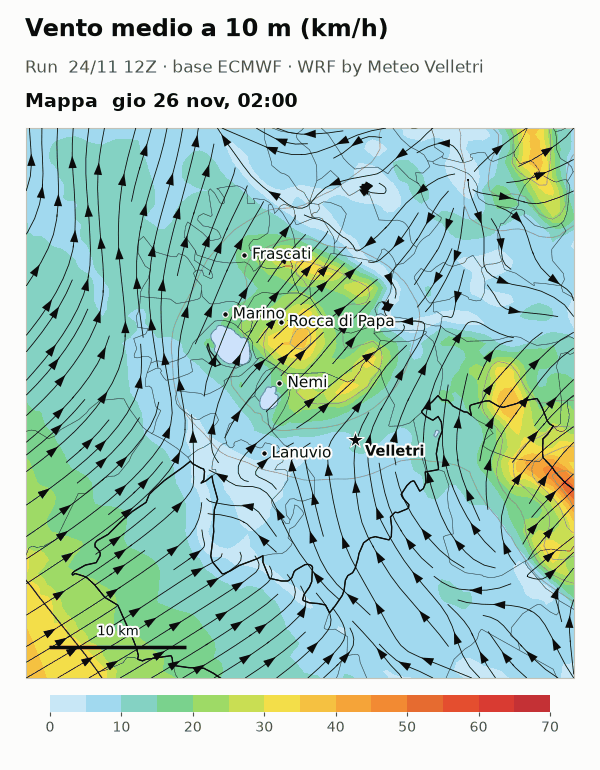 Vento medio a 10 m (km/h)
Run  24/11 12Z · base ECMWF · WRF by Meteo Velletri
Mappa  gio 26 nov, 02:00
Frascati
Marino
Rocca di Papa
Nemi
Velletri
Lanuvio
10 km
0 10 20 30 40 50 60 70